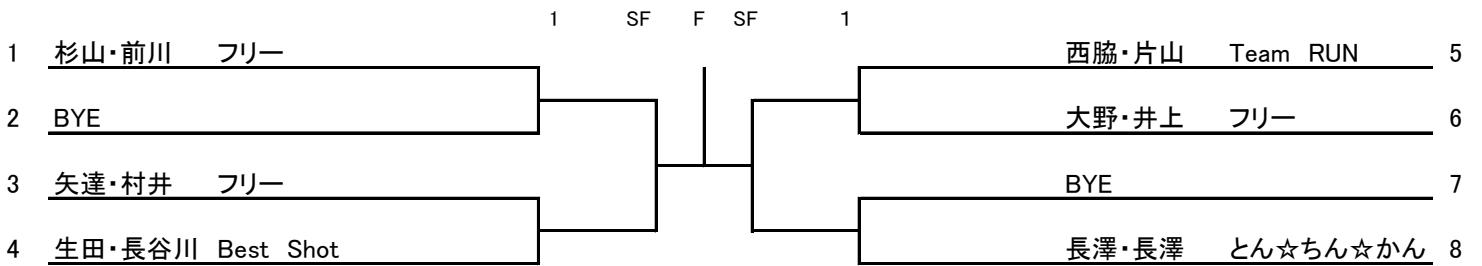 1 SF F SF 1
1 杉山・前川 フリー
西脇・片山 Team RUN 5
2 BYE
大野・井上 フリー 6
3 矢達・村井 フリー
BYE 7
4 生田・長谷川 Best Shot
長澤・長澤 とん☆ちん☆かん 8